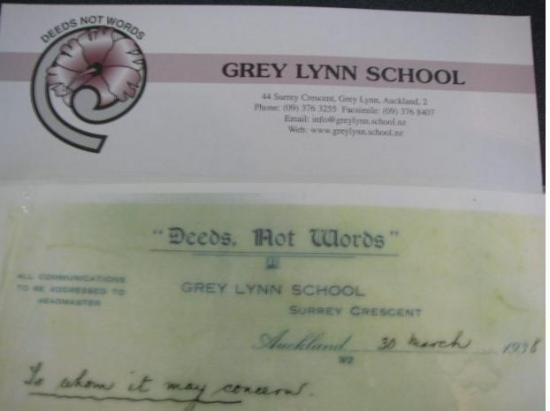 DEEDS NOT WORDS
GREY LYNN SCHOOL
44 Surrey Crescent, Grey Lynn, Auckland, 2
Phone: (09) 376 3255 Facsimile: (09) 376 8407
Email: info@greylynn.school.nz
Web: www.greylynn.school.nz
"Deeds, Not Words"
ALL COMMUNICATIONS
TO BE ADDRESSED TO
HEADMASTER
GREY LYNN SCHOOL
SURREY CRESCENT
Auckland 30 March 1938
W2
To whom it may concern.